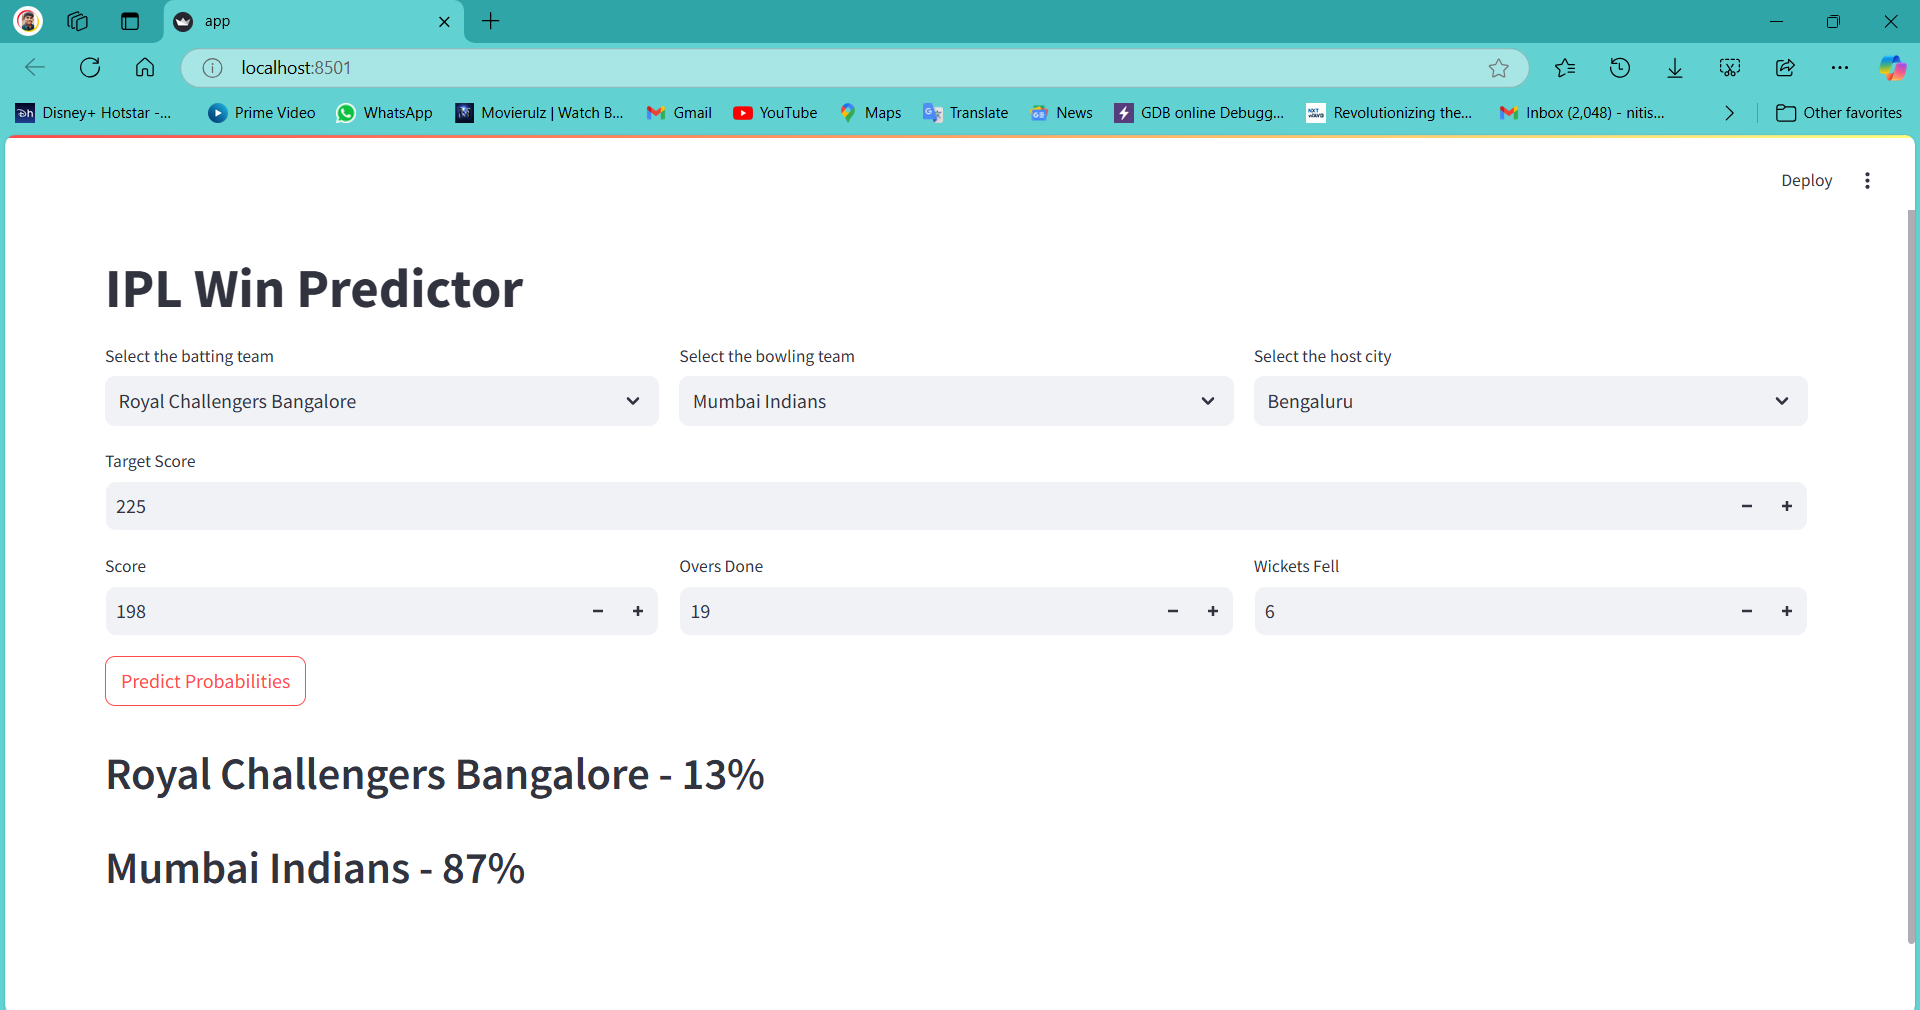 app
localhost:8501
Disney+ Hotstar -... Prime Video WhatsApp Movierulz | Watch B... Gmail YouTube Maps Translate News GDB online Debugg... Revolutionizing the... Inbox (2,048) - nitis... Other favorites
Deploy
IPL Win Predictor
Select the batting team Select the bowling team Select the host city
Royal Challengers Bangalore Mumbai Indians Bengaluru
Target Score
225
Score Overs Done Wickets Fell
198 19 6
Predict Probabilities
Royal Challengers Bangalore - 13%
Mumbai Indians - 87%